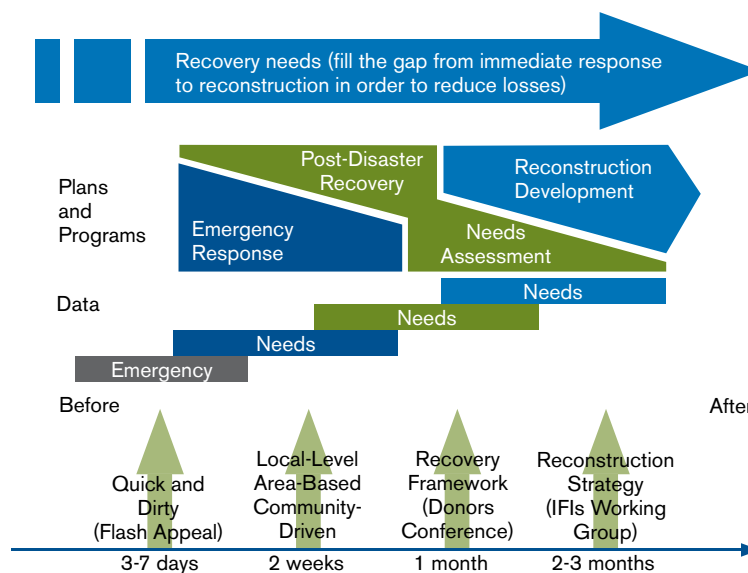 Recovery needs (fill the gap from immediate response
to reconstruction in order to reduce losses)
Plans
and
Programs
Post-Disaster
Recovery
Reconstruction
Development
Emergency
Response
Needs
Assessment
Data
Needs
Needs
Needs
Emergency
Before
After
Quick and
Dirty
(Flash Appeal)
Local-Level
Area-Based
Community-
Driven
Recovery
Framework
(Donors
Conference)
Reconstruction
Strategy
(IFIs Working
Group)
3-7 days
2 weeks
1 month
2-3 months